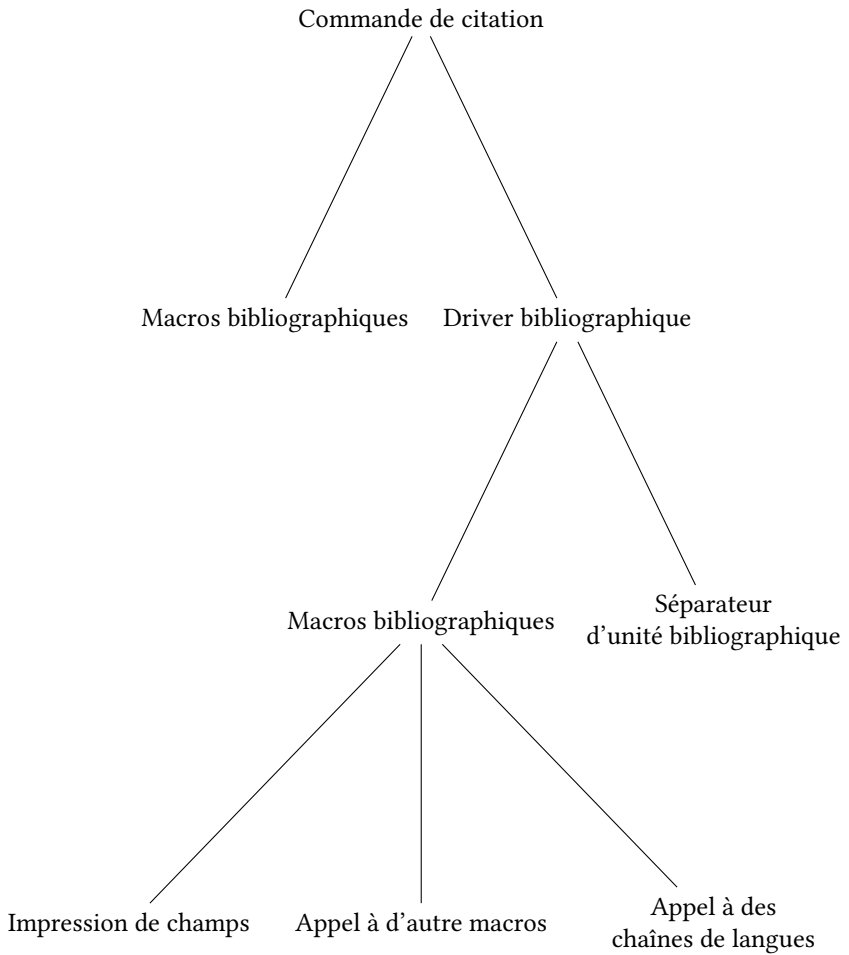 Commande de citation
Macros bibliographiques
Driver bibliographique
Macros bibliographiques
Séparateur
d’unité bibliographique
Impression de champs
Appel à d’autre macros
Appel à des
chaînes de langues